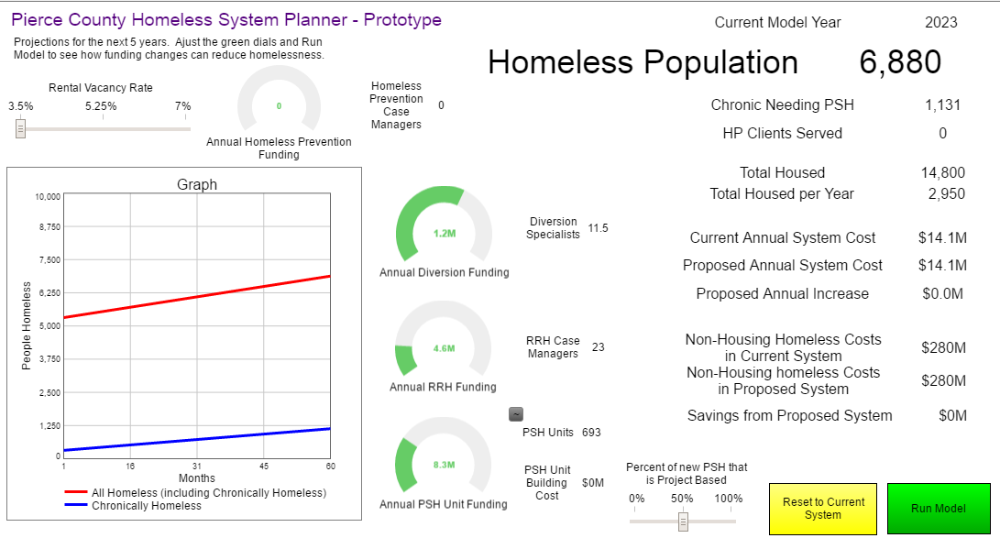 Pierce County Homeless System Planner - Prototype
Projections for the next 5 years. Ajust the green dials and Run
Model to see how funding changes can reduce homelessness.
Rental Vacancy Rate
3.5% 5.25% 7%
0
Annual Homeless Prevention
Funding
Homeless
Prevention
Case
Managers
0
Current Model Year 2023
Homeless Population 6,880
Chronic Needing PSH 1,131
HP Clients Served 0
Total Housed 14,800
Total Housed per Year 2,950
Current Annual System Cost $14.1M
Proposed Annual System Cost $14.1M
Proposed Annual Increase $0.0M
Non-Housing Homeless Costs
in Current System
$280M
Non-Housing homeless Costs
in Proposed System
$280M
Savings from Proposed System $0M
Graph
10,000
8,750
7,500
6,250
5,000
3,750
2,500
1,250
0
People Homeless
1 16 31 45 60
Months
All Homeless (including Chronically Homeless)
Chronically Homeless
1.2M
Annual Diversion Funding
Diversion
Specialists
11.5
4.6M
Annual RRH Funding
RRH Case
Managers
23
8.3M
Annual PSH Unit Funding
~
PSH Units 693
PSH Unit
Building
Cost
$0M
Percent of new PSH that
is Project Based
0% 50% 100%
Reset to Current
System
Run Model